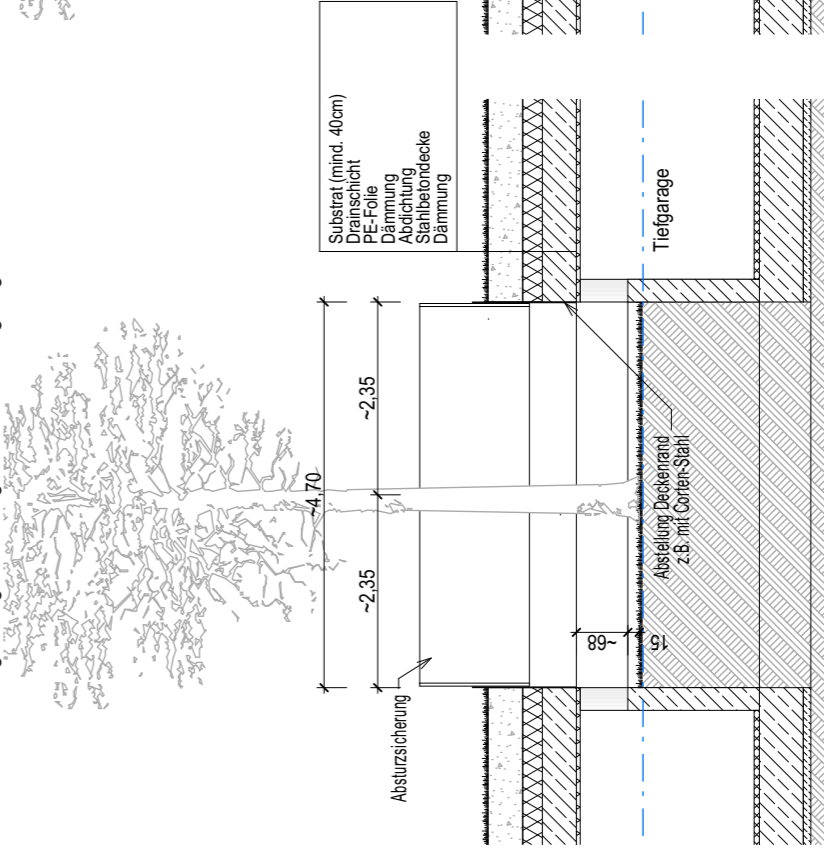 Substrat (mind. 40cm)
Drainschicht
PE-Folie
Dämmung
Abdichtung
Stahlbetondecke
Dämmung
~4,70
~2,35
~2,35
Absturzsicherung
Tiefgarage
Abstellung Deckenrand
z.B. mit Corten-Stahl
~68
15